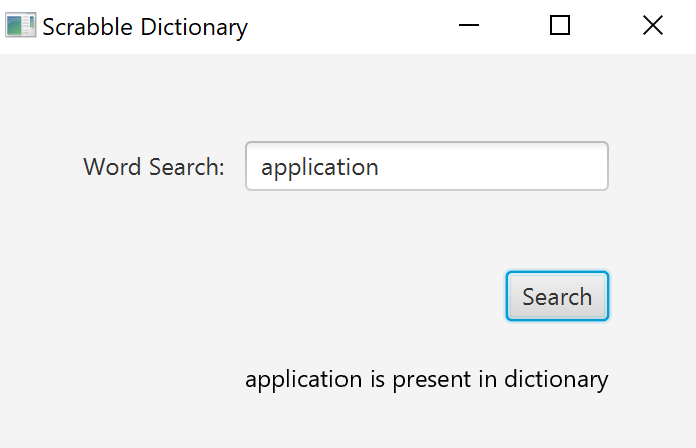 Scrabble Dictionary
Word Search: application
Search
application is present in dictionary